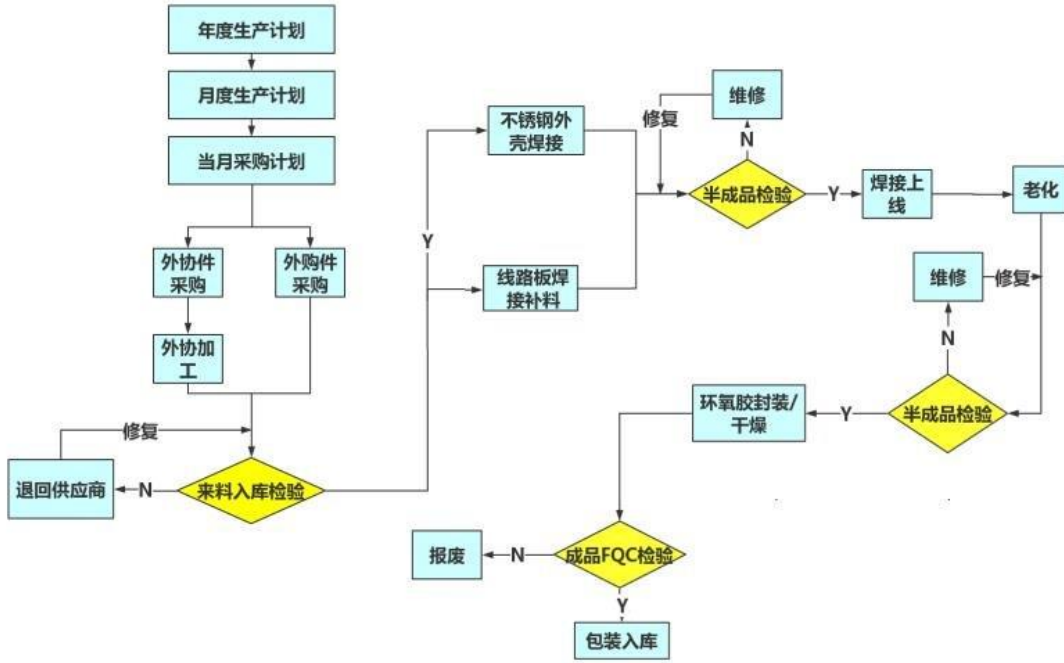 年度生产计划
月度生产计划
当月采购计划
外协件
采购
外购件
采购
外协加
工
修复
退回供应商
N
来料入库检验
Y
不锈钢外
壳焊接
线路板焊
接补料
维修
修复
N
半成品检验
Y
焊接上
线
老化
维修
修复
N
半成品检验
Y
环氧胶封装/
干燥
成品FQC检验
N
报废
Y
包装入库